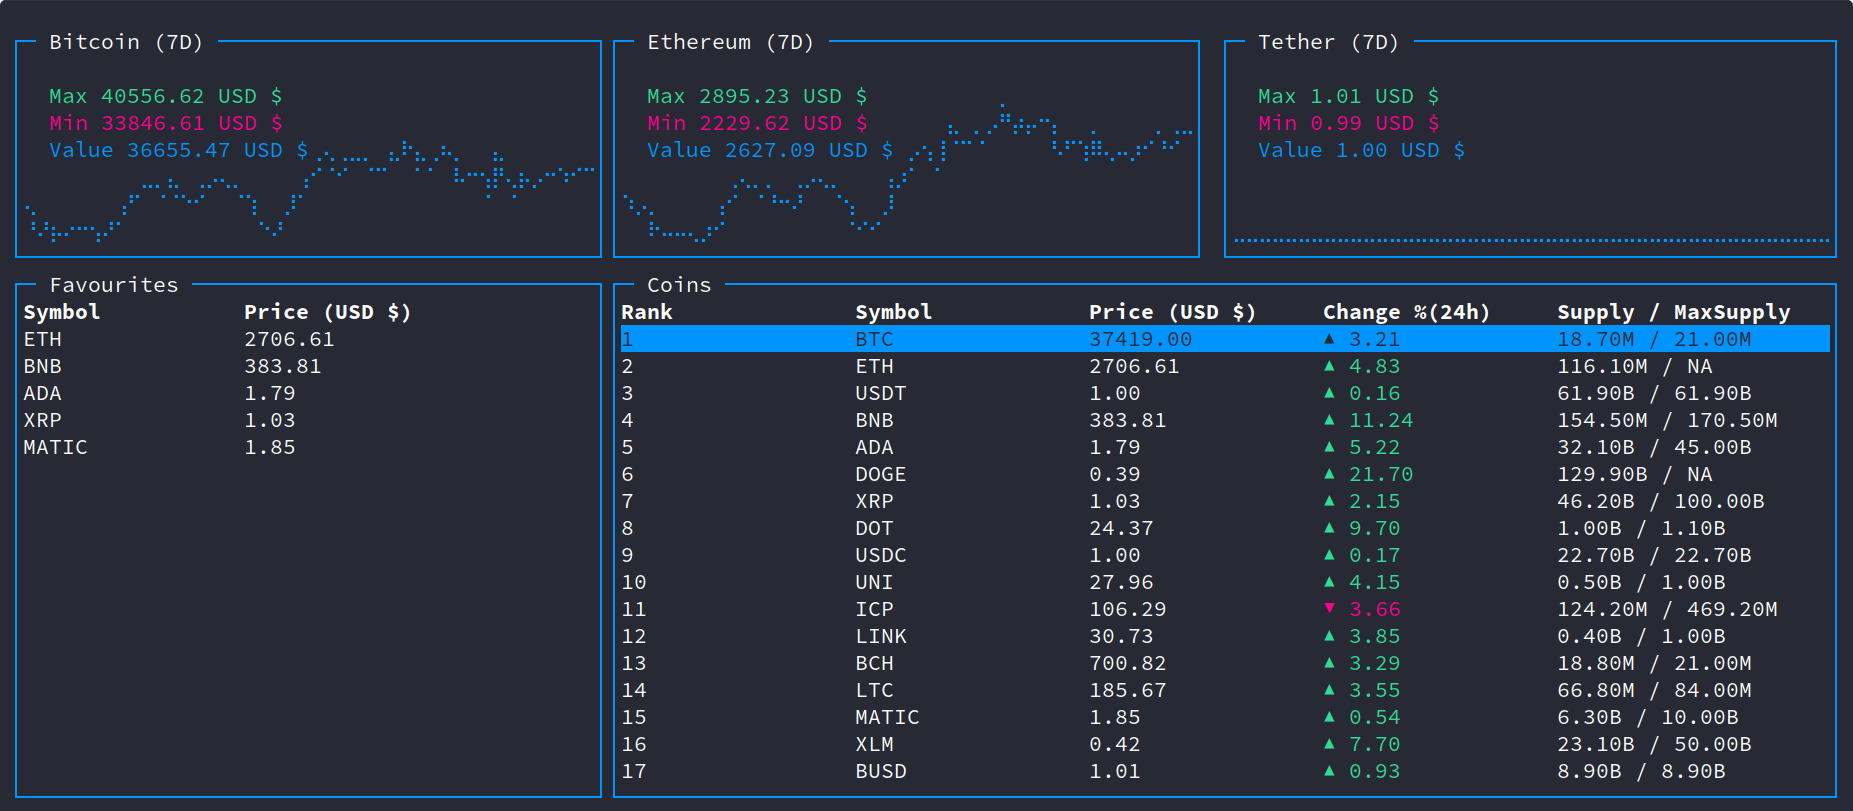 Bitcoin (7D)
Max 40556.62 USD $
Min 33846.61 USD $
Value 36655.47 USD $
Ethereum (7D)
Max 2895.23 USD $
Min 2229.62 USD $
Value 2627.09 USD $
Tether (7D)
Max 1.01 USD $
Min 0.99 USD $
Value 1.00 USD $
Favourites
Symbol Price (USD $)
ETH 2706.61
BNB 383.81
ADA 1.79
XRP 1.03
MATIC 1.85
Coins
Rank Symbol Price (USD $) Change %(24h) Supply / MaxSupply
1 BTC 37419.00 ▲ 3.21 18.70M / 21.00M
2 ETH 2706.61 ▲ 4.83 116.10M / NA
3 USDT 1.00 ▲ 0.16 61.90B / 61.90B
4 BNB 383.81 ▲ 11.24 154.50M / 170.50M
5 ADA 1.79 ▲ 5.22 32.10B / 45.00B
6 DOGE 0.39 ▲ 21.70 129.90B / NA
7 XRP 1.03 ▲ 2.15 46.20B / 100.00B
8 DOT 24.37 ▲ 9.70 1.00B / 1.10B
9 USDC 1.00 ▲ 0.17 22.70B / 22.70B
10 UNI 27.96 ▲ 4.15 0.50B / 1.00B
11 ICP 106.29 ▼ 3.66 124.20M / 469.20M
12 LINK 30.73 ▲ 3.85 0.40B / 1.00B
13 BCH 700.82 ▲ 3.29 18.80M / 21.00M
14 LTC 185.67 ▲ 3.55 66.80M / 84.00M
15 MATIC 1.85 ▲ 0.54 6.30B / 10.00B
16 XLM 0.42 ▲ 7.70 23.10B / 50.00B
17 BUSD 1.01 ▲ 0.93 8.90B / 8.90B